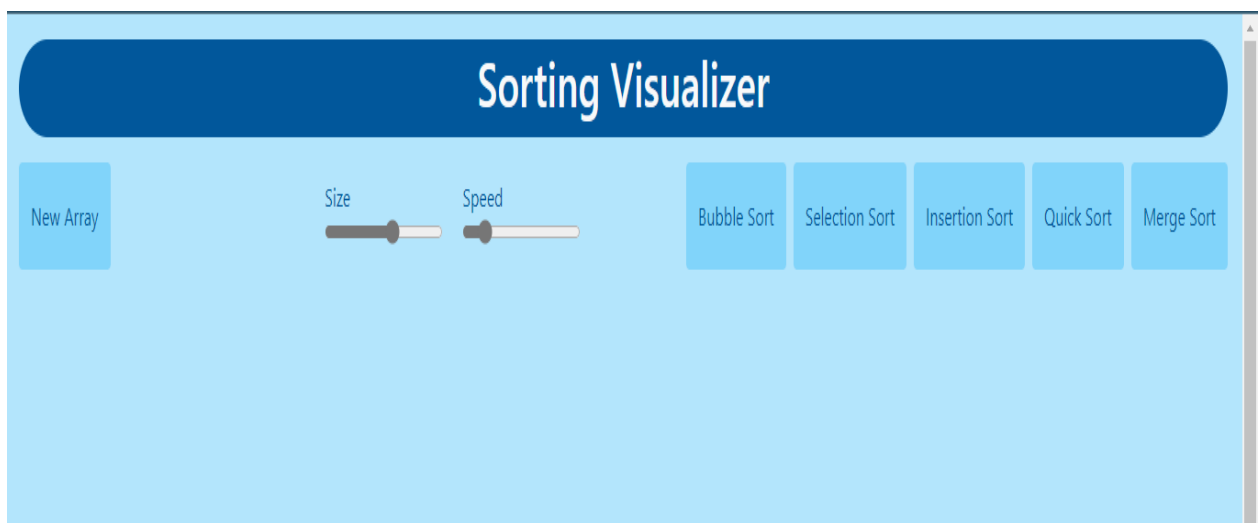 Sorting Visualizer
New Array
Size
Speed
Bubble Sort
Selection Sort
Insertion Sort
Quick Sort
Merge Sort